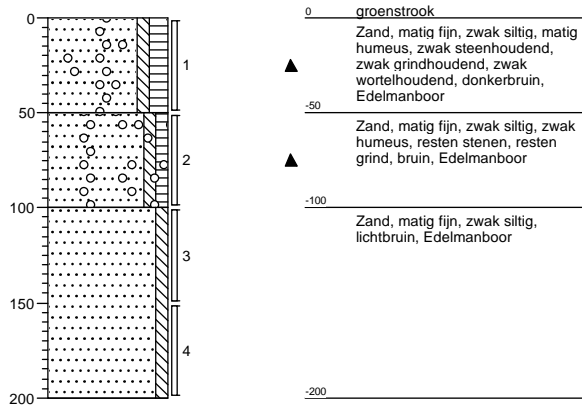 0
50
100
150
200
1
2
3
4
0
groenstrook
Zand, matig fijn, zwak siltig, matig
humeus, zwak steenhoudend,
zwak grindhoudend, zwak
wortelhoudend, donkerbruin,
Edelmanboor
-50
Zand, matig fijn, zwak siltig, zwak
humeus, resten stenen, resten
grind, bruin, Edelmanboor
-100
Zand, matig fijn, zwak siltig,
lichtbruin, Edelmanboor
-200